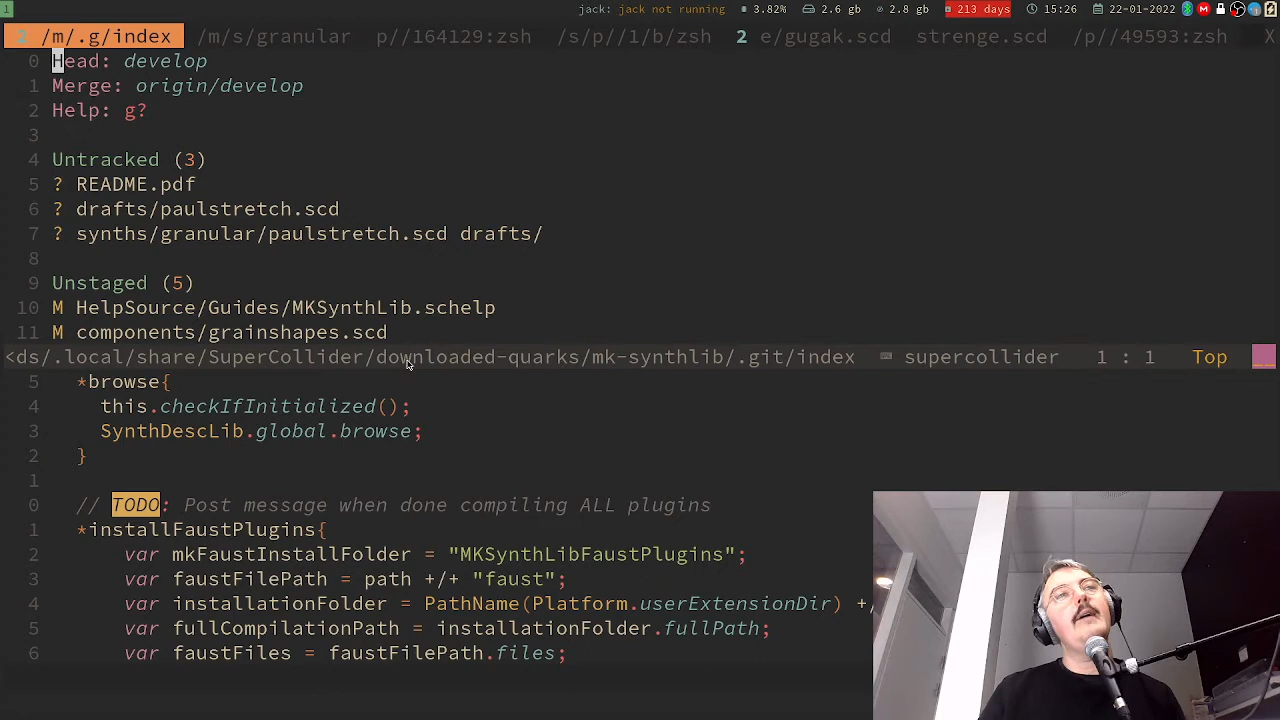 1 jack: jack not running 3.82% 2.6 gb 2.8 gb 213 days 15:26 22-01-2022
2 /m/.g/index /m/s/granular p//164129:zsh /s/p//1/b/zsh 2 e/gugak.scd strenge.scd /p//49593:zsh X
0 Head: develop
1 Merge: origin/develop
2 Help: g?
3
4 Untracked (3)
5 ? README.pdf
6 ? drafts/paulstretch.scd
7 ? synths/granular/paulstretch.scd drafts/
8
9 Unstaged (5)
10 M HelpSource/Guides/MKSynthLib.schelp
11 M components/grainshapes.scd
<ds/.local/share/SuperCollider/downloaded-quarks/mk-synthlib/.git/index supercollider 1 : 1 Top
5 *browse{
4 this.checkIfInitialized();
3 SynthDescLib.global.browse;
2 }
1
0 // TODO: Post message when done compiling ALL plugins
1 *installFaustPlugins{
2 var mkFaustInstallFolder = "MKSynthLibFaustPlugins";
3 var faustFilePath = path +/+ "faust";
4 var installationFolder = PathName(Platform.userExtensionDir) +/
5 var fullCompilationPath = installationFolder.fullPath;
6 var faustFiles = faustFilePath.files;